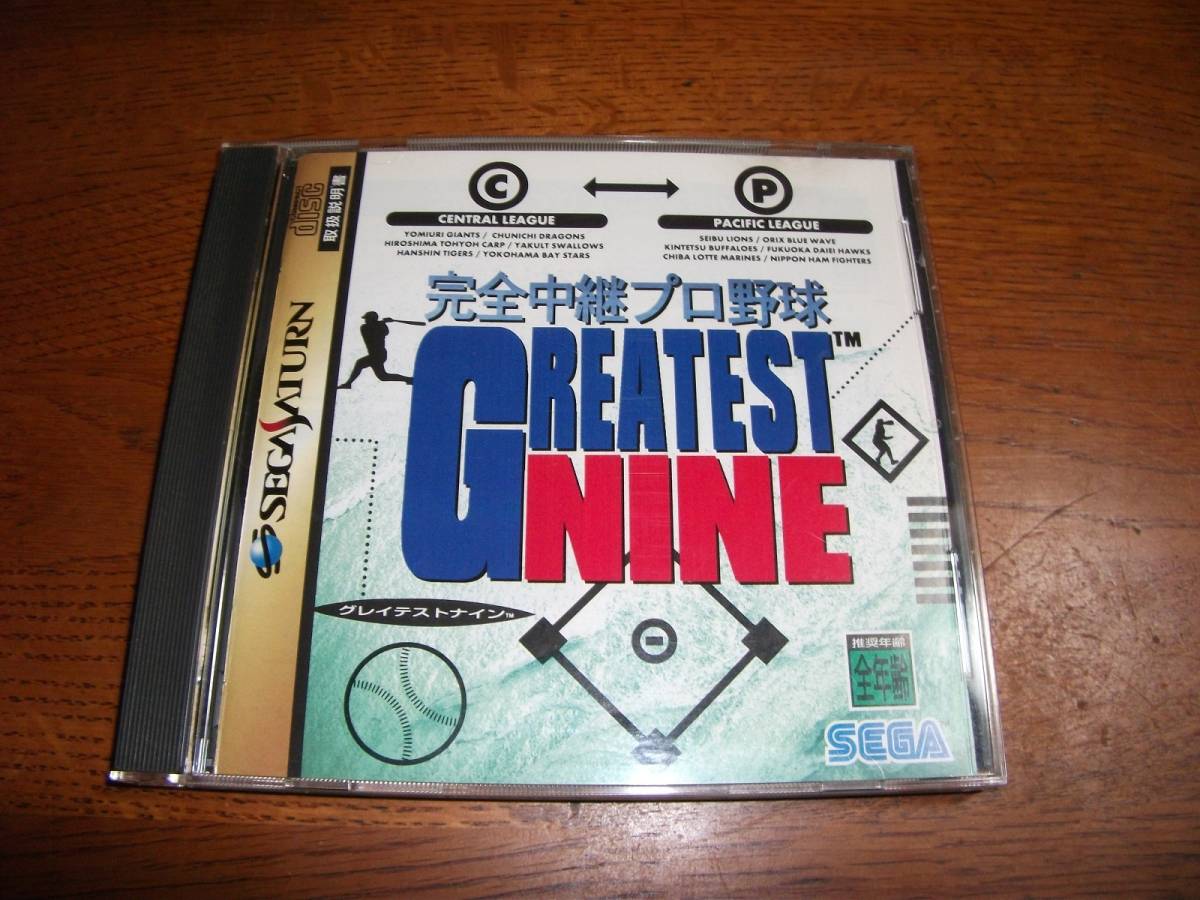 C
P
CENTRAL LEAGUE
YOMIURI GIANTS / CHUNICHI DRAGONS
HIROSHIMA TOHYOH CARP / YAKULT SWALLOWS
HANSHIN TIGERS / YOKOHAMA BAY STARS
PACIFIC LEAGUE
SEIBU LIONS / ORIX BLUE WAVE
KINTETSU BUFFALOES / FUKUOKA DAIEI HAWKS
CHIBA LOTTE MARINES / NIPPON HAM FIGHTERS
disc
取扱説明書
SEGA SATURN
完全中継プロ野球
GREATEST™
NINE
グレイテストナイン™
推奨年齢
全年齢
SEGA